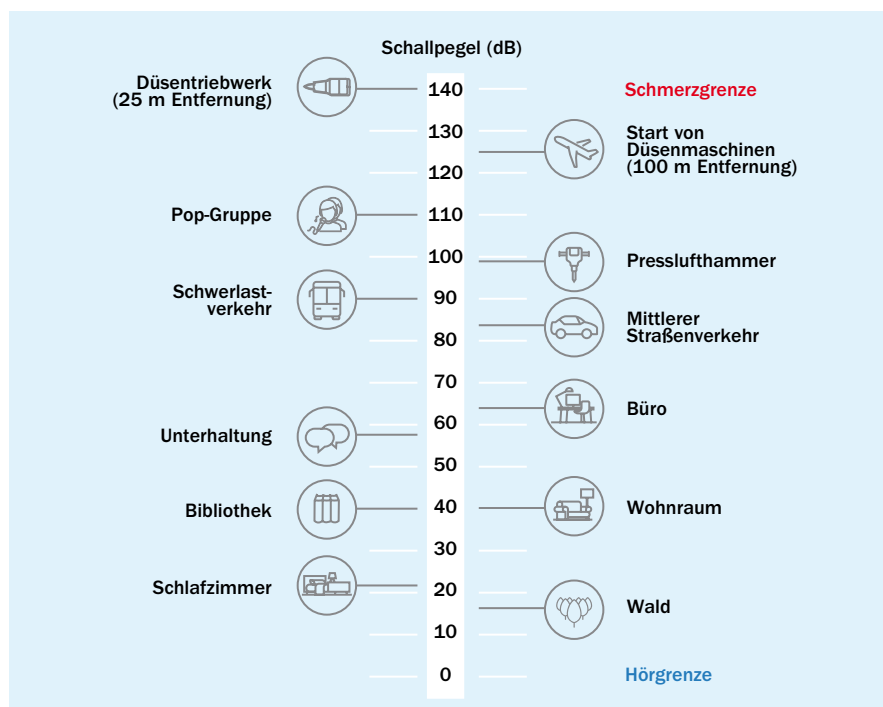 Schallpegel (dB)
Düsentriebwerk
(25 m Entfernung)
140
Schmerzgrenze
130
Start von
Düsenmaschinen
(100 m Entfernung)
120
Pop-Gruppe
110
100
Presslufthammer
Schwerlast-
verkehr
90
Mittlerer
Straßenverkehr
80
70
Büro
60
Unterhaltung
50
Bibliothek
40
Wohnraum
30
Schlafzimmer
20
Wald
10
0
Hörgrenze